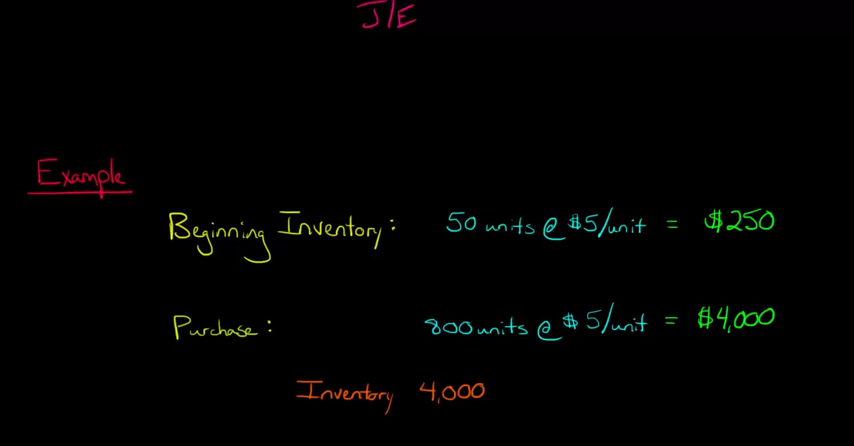 J/E
Example
Beginning Inventory: 50 units @ $5/unit = $250
Purchase: 800 units @ $5/unit = $4,000
Inventory 4,000